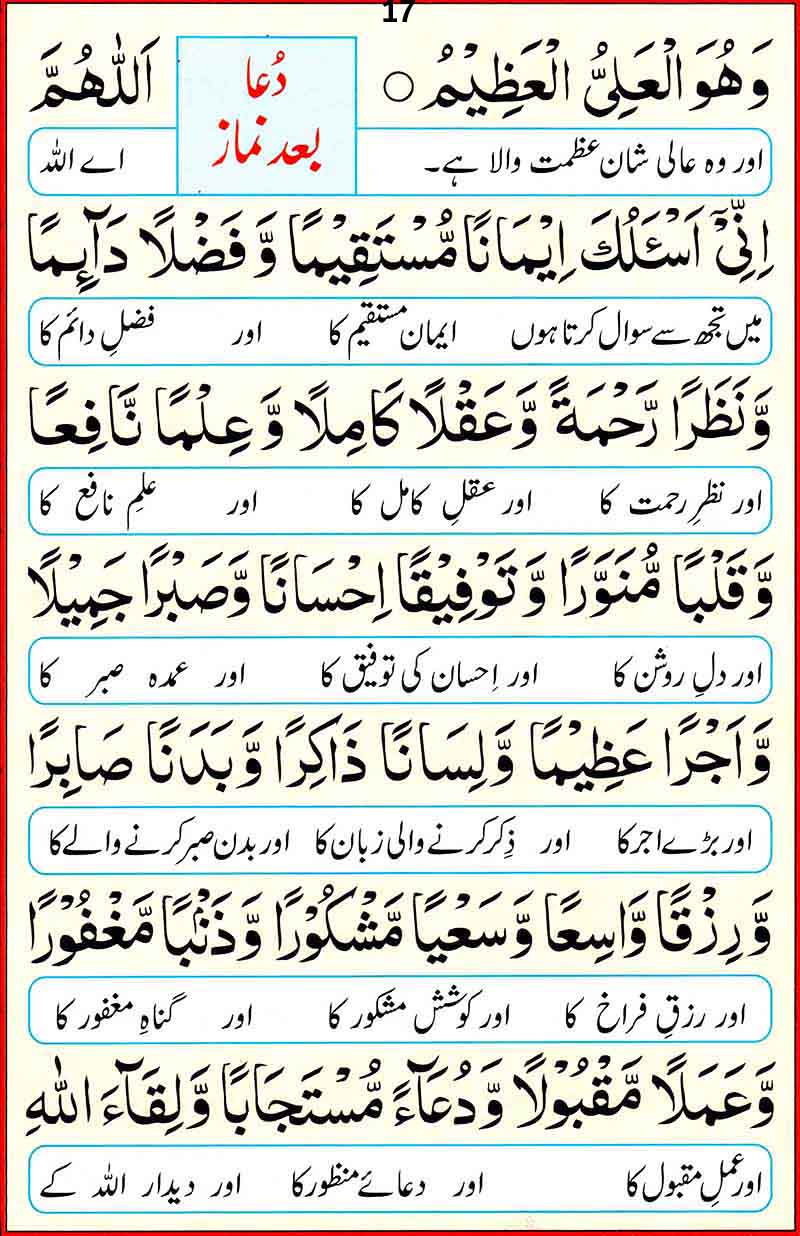 17
وَهُوَ الْعَلِىُّ الْعَظِيْمُ ○
دُعا
بعد نماز
اَللّٰهُمَّ
اور وہ عالی شان عظمت والا ہے۔
اے اللہ
اِنِّىْٓ اَسْـَٔلُكَ اِيْمَانًا مُّسْتَقِيْمًا وَّ فَضْلًا دَآئِمًا
میں تجھ سے سوال کرتا ہوں ایمان مستقیم کا اور فضلِ دائم کا
وَّنَظَرًا رَّحْمَةً وَّعَقْلًا كَامِلًا وَّعِلْمًا نَّافِعًا
اور نظرِ رحمت کا اور عقلِ کامل کا اور علمِ نافع کا
وَّقَلْبًا مُّنَوَّرًا وَّ تَوْفِيْقًا اِحْسَانًا وَّصَبْرًا جَمِيْلًا
اور دلِ روشن کا اور اِحسان کی توفیق کا اور عمدہ صبر کا
وَّاَجْرًا عَظِيْمًا وَّلِسَانًا ذَاكِرًا وَّبَدَنًا صَابِرًا
اور بڑے اجر کا اور ذِکر کرنے والی زبان کا اور بدن صبر کرنے والے کا
وَّرِزْقًا وَّاسِعًا وَّسَعْيًا مَّشْكُوْرًا وَّذَنْۢبًا مَّغْفُوْرًا
اور رزقِ فراخ کا اور کوشش مشکور کا اور گناہِ مغفور کا
وَّعَمَلًا مَّقْبُوْلًا وَّدُعَآءً مُّسْتَجَابًا وَّلِقَآءَ اللّٰهِ
اور عملِ مقبول کا اور دعائے منظور کا اور دیدار اللہ کے